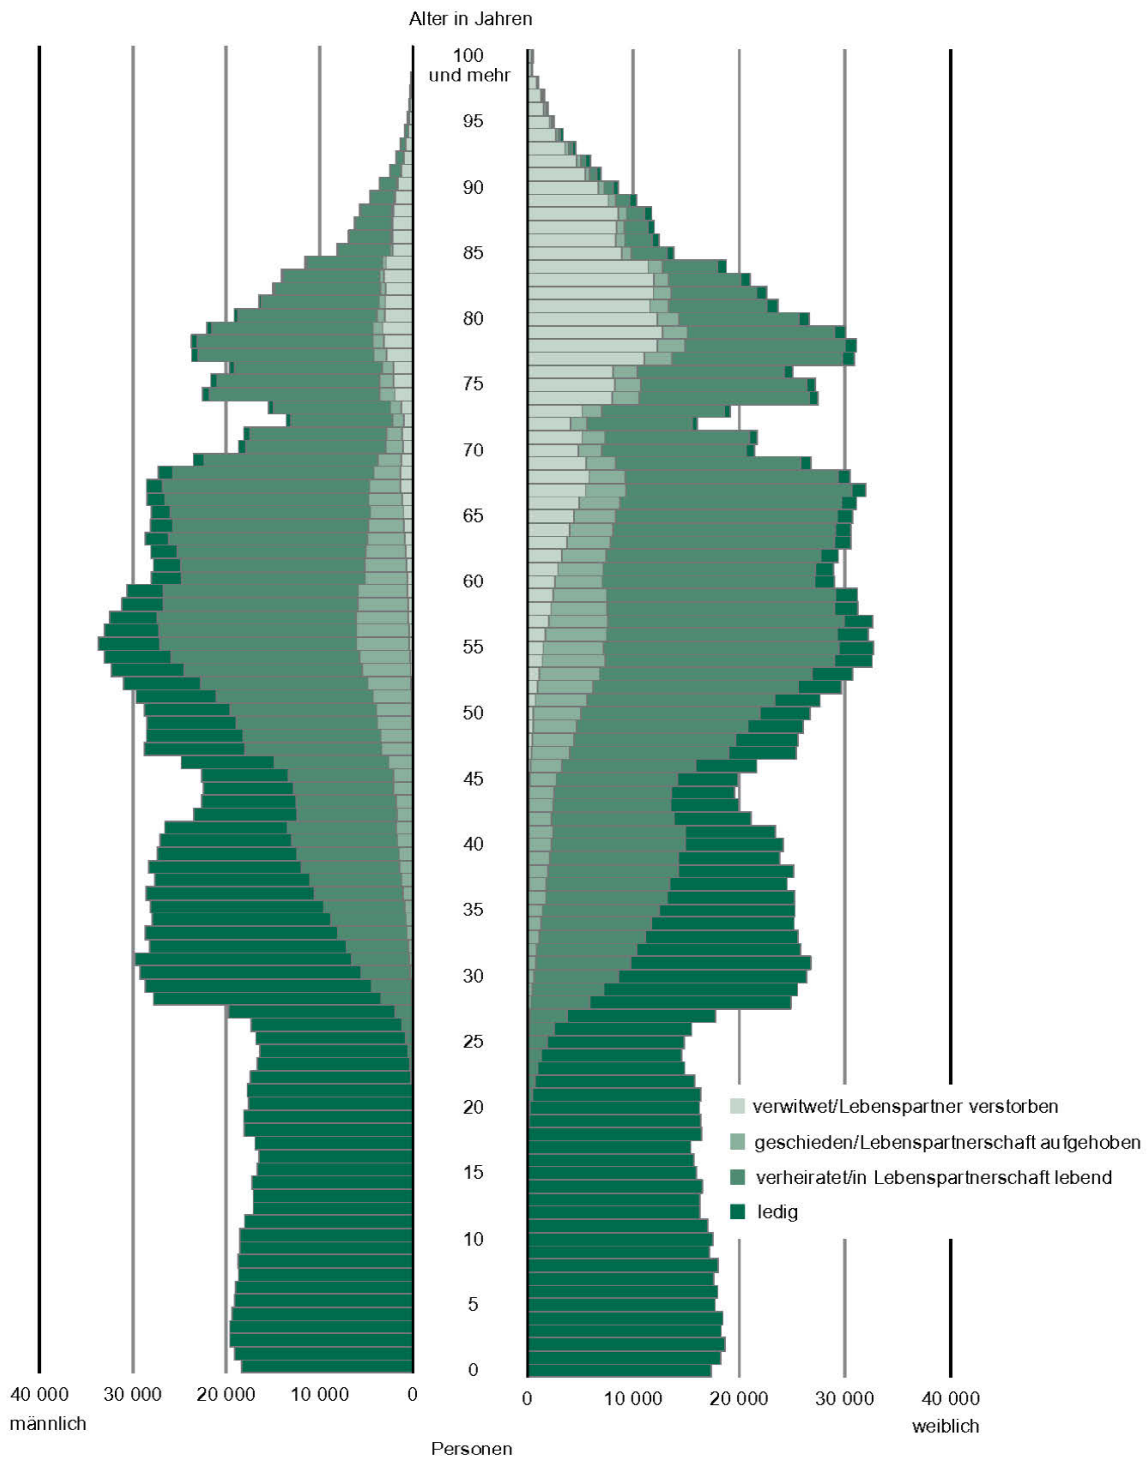 Alter in Jahren
100
und mehr
95
90
85
80
75
70
65
60
55
50
45
40
35
30
25
20
15
10
5
0
verwitwet/Lebenspartner verstorben
geschieden/Lebenspartnerschaft aufgehoben
verheiratet/in Lebenspartnerschaft lebend
ledig
40 000 30 000 20 000 10 000 0 0 10 000 20 000 30 000 40 000
männlich weiblich
Personen